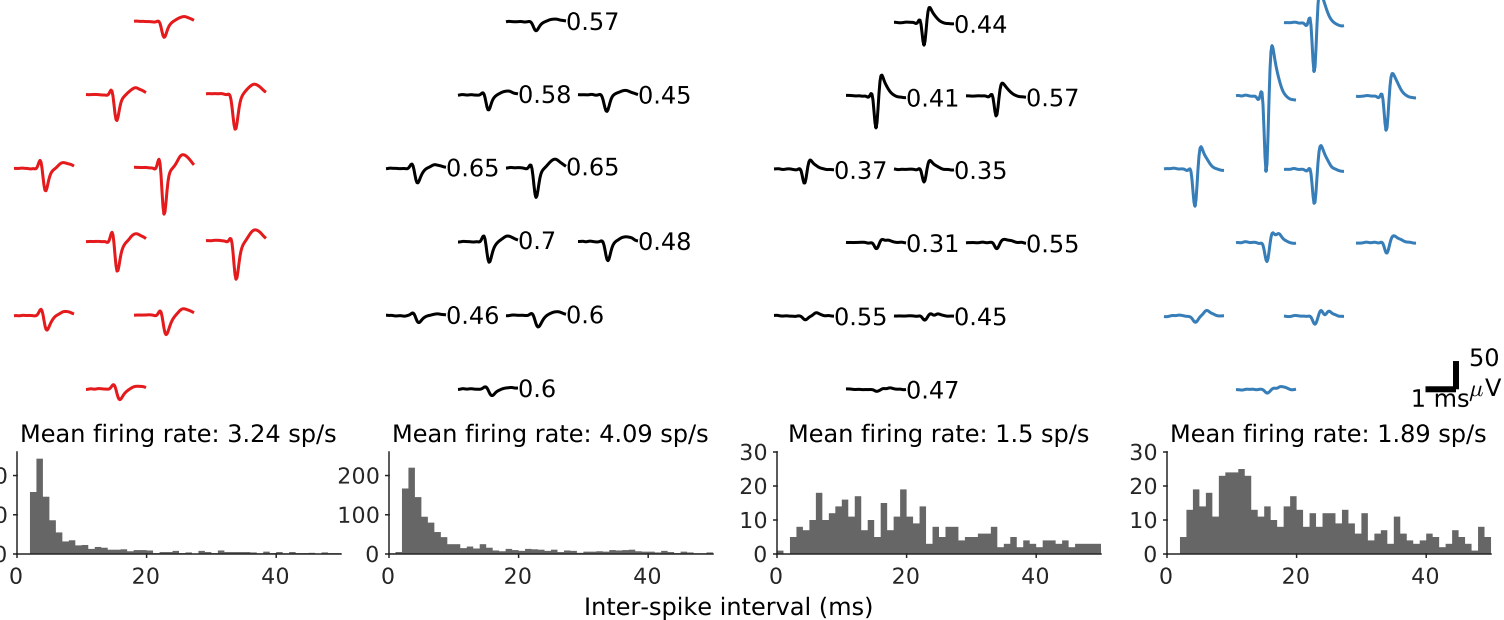 0.57 0.44
0.58 0.45 0.41 0.57
0.65 0.65 0.37 0.35
0.7 0.48 0.31 0.55
0.46 0.6 0.55 0.45
50
0.6 0.47 1 ms μV
Mean firing rate: 3.24 sp/s Mean firing rate: 4.09 sp/s Mean firing rate: 1.5 sp/s Mean firing rate: 1.89 sp/s
30 30
0 200 20 20
0 100 10 10
0 0 0 0
0 20 40 0 20 40 0 20 40 0 20 40
Inter-spike interval (ms)